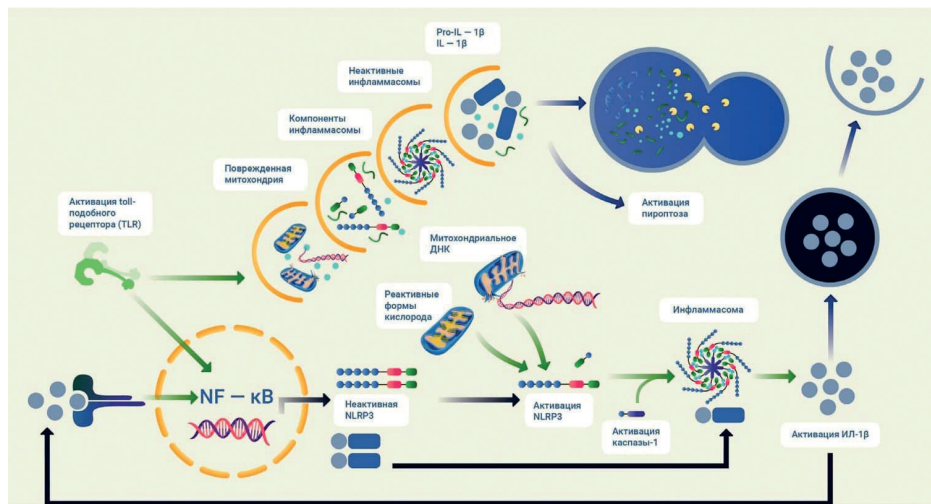 Pro-IL — 1β
IL — 1β
Неактивные
инфламмасомы
Компоненты
инфламмасомы
Поврежденная
митохондрия
Активация toll-
подобного
рецептора (TLR)
Активация
пироптоза
Митохондриальное
ДНК
Реактивные
формы
кислорода
Инфламмасома
NF — κB
Неактивная
NLRP3
Активация
NLRP3
Активация
каспазы-1
Активация ИЛ-1β